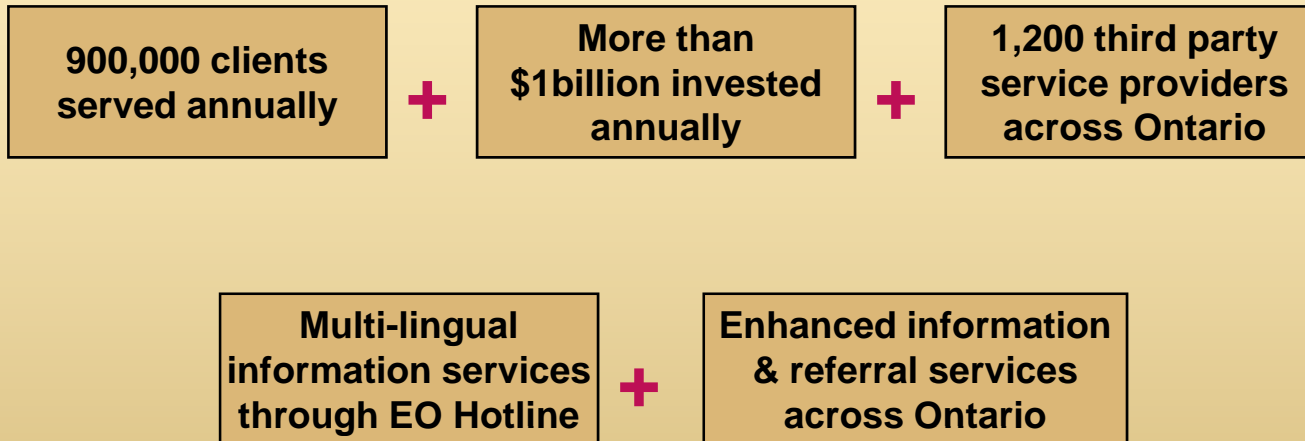 900,000 clients
served annually
+
More than
$1billion invested
annually
+
1,200 third party
service providers
across Ontario
Multi-lingual
information services
through EO Hotline
+
Enhanced information
& referral services
across Ontario